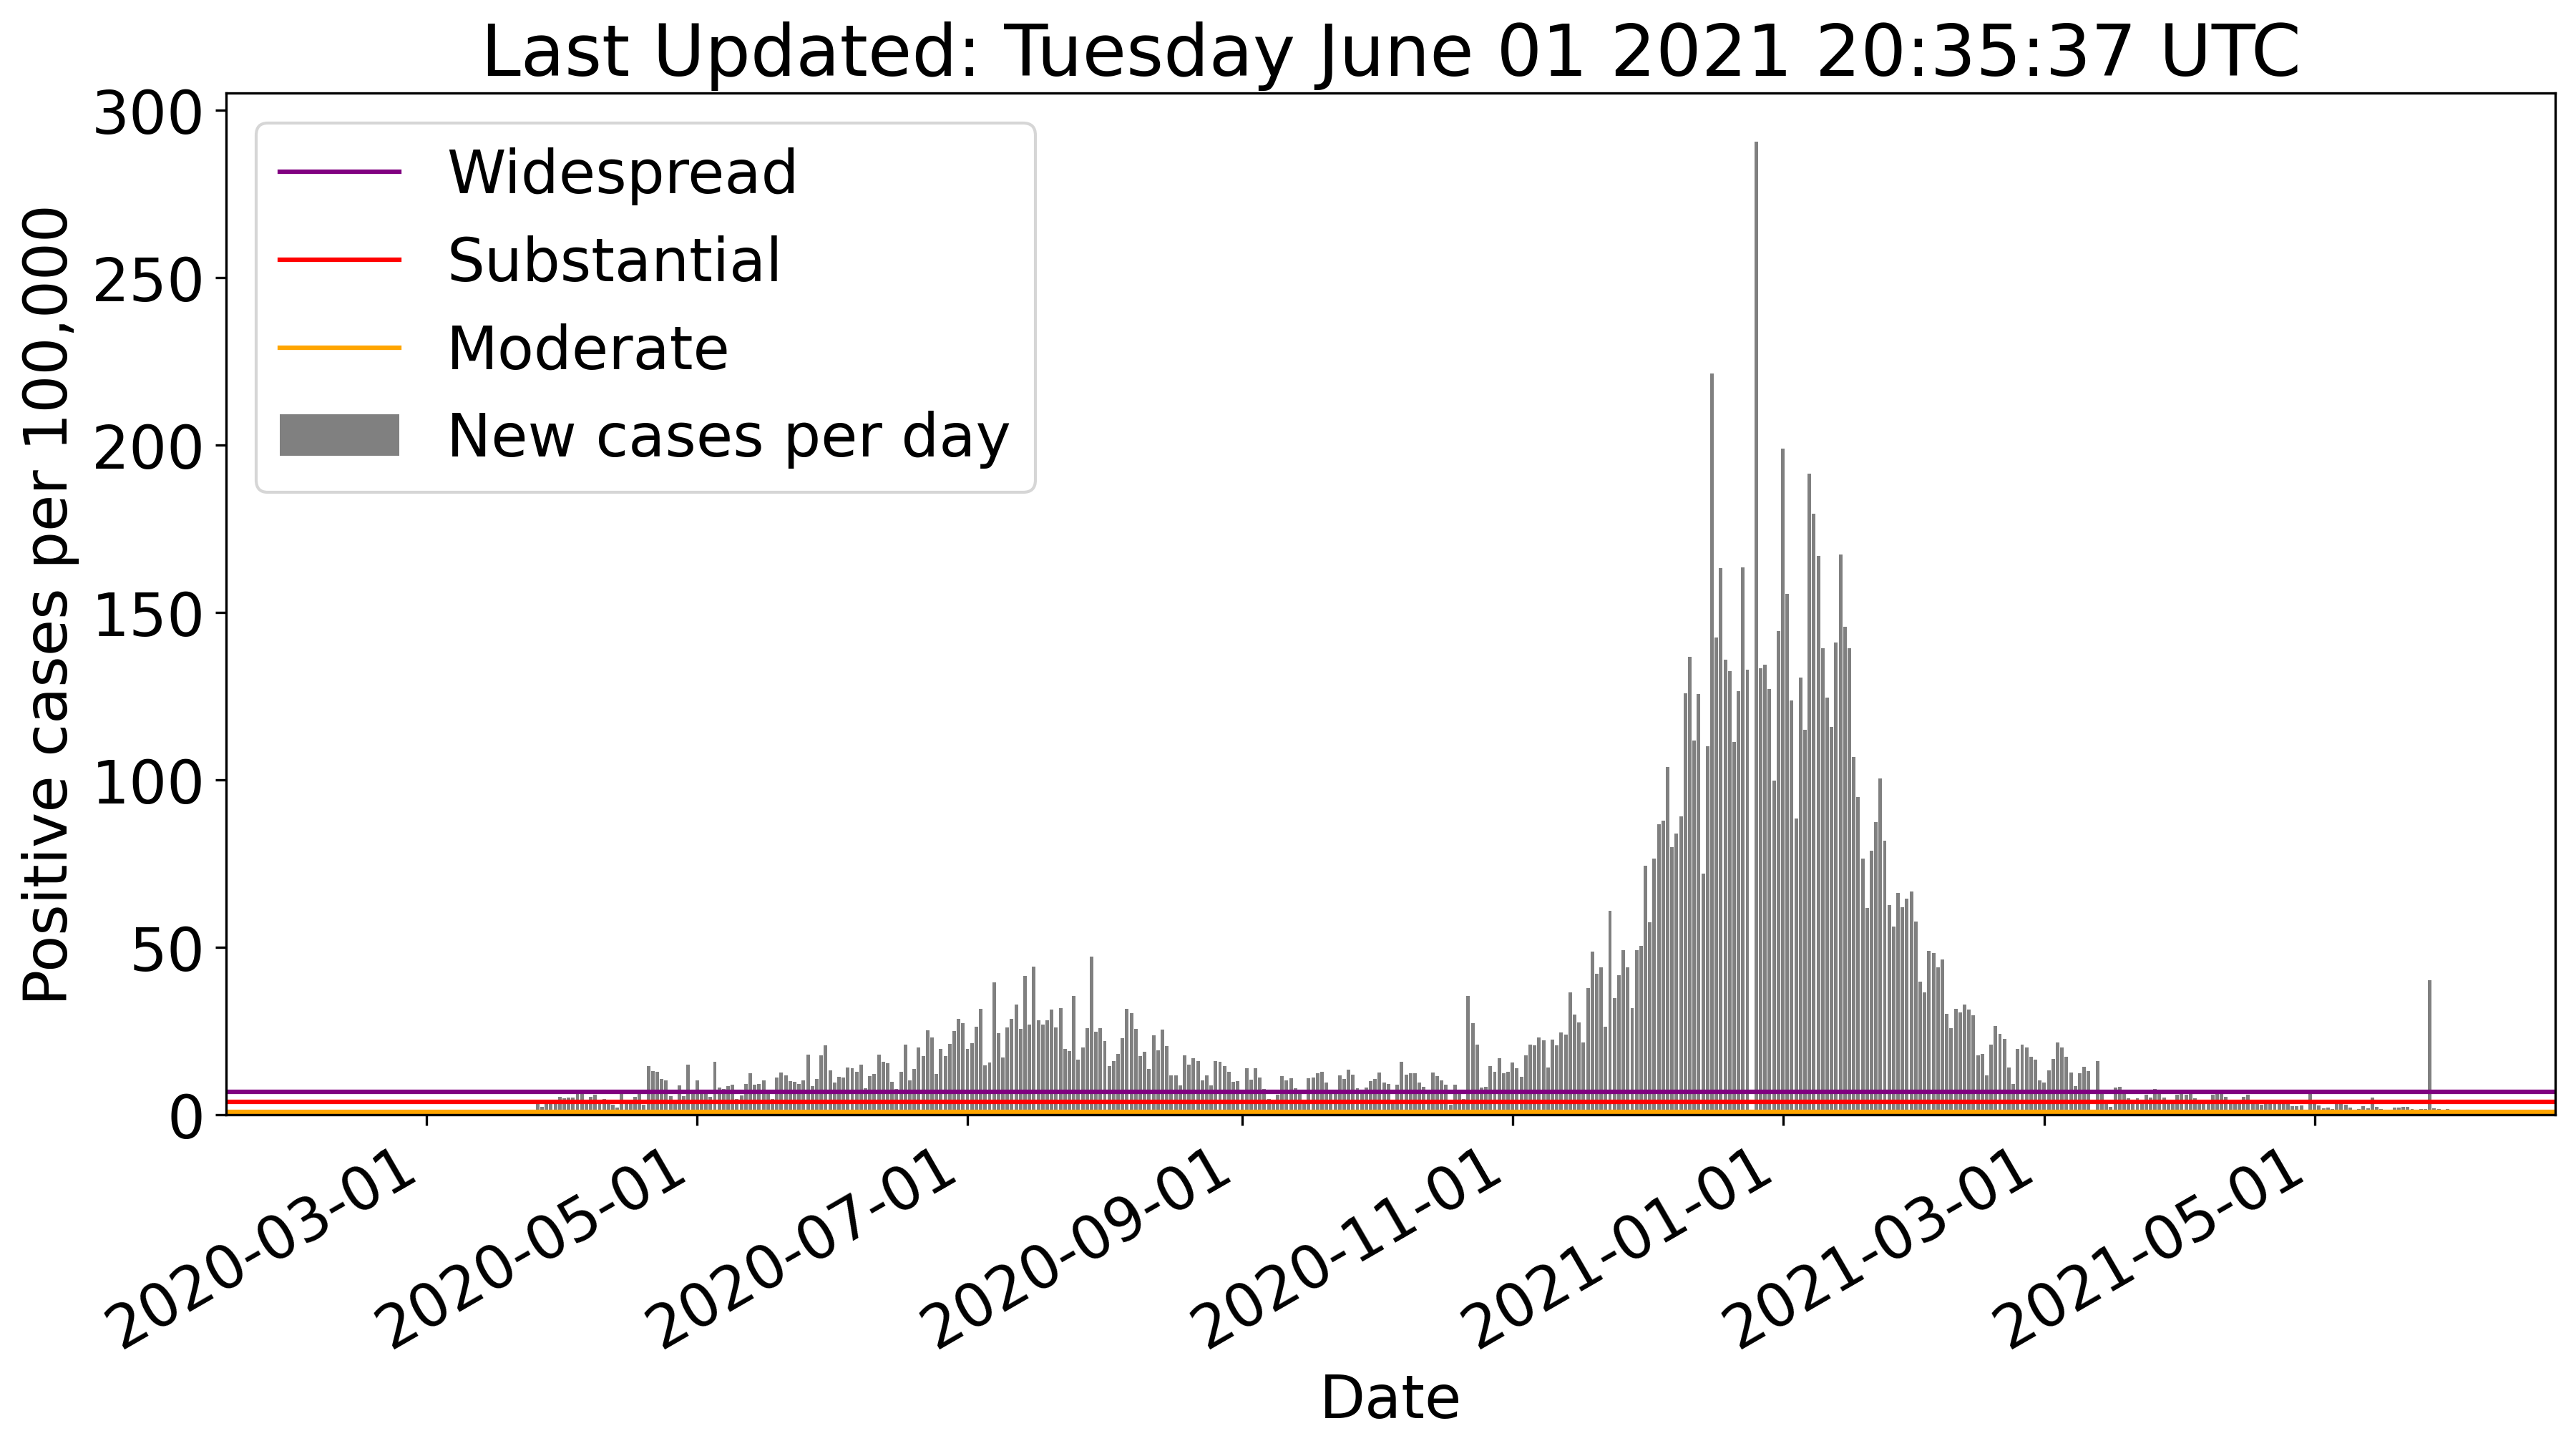 Last Updated: Tuesday June 01 2021 20:35:37 UTC
Positive cases per 100,000
300
250
200
150
100
50
0
Widespread
Substantial
Moderate
New cases per day
2020-03-01
2020-05-01
2020-07-01
2020-09-01
2020-11-01
2021-01-01
2021-03-01
2021-05-01
Date